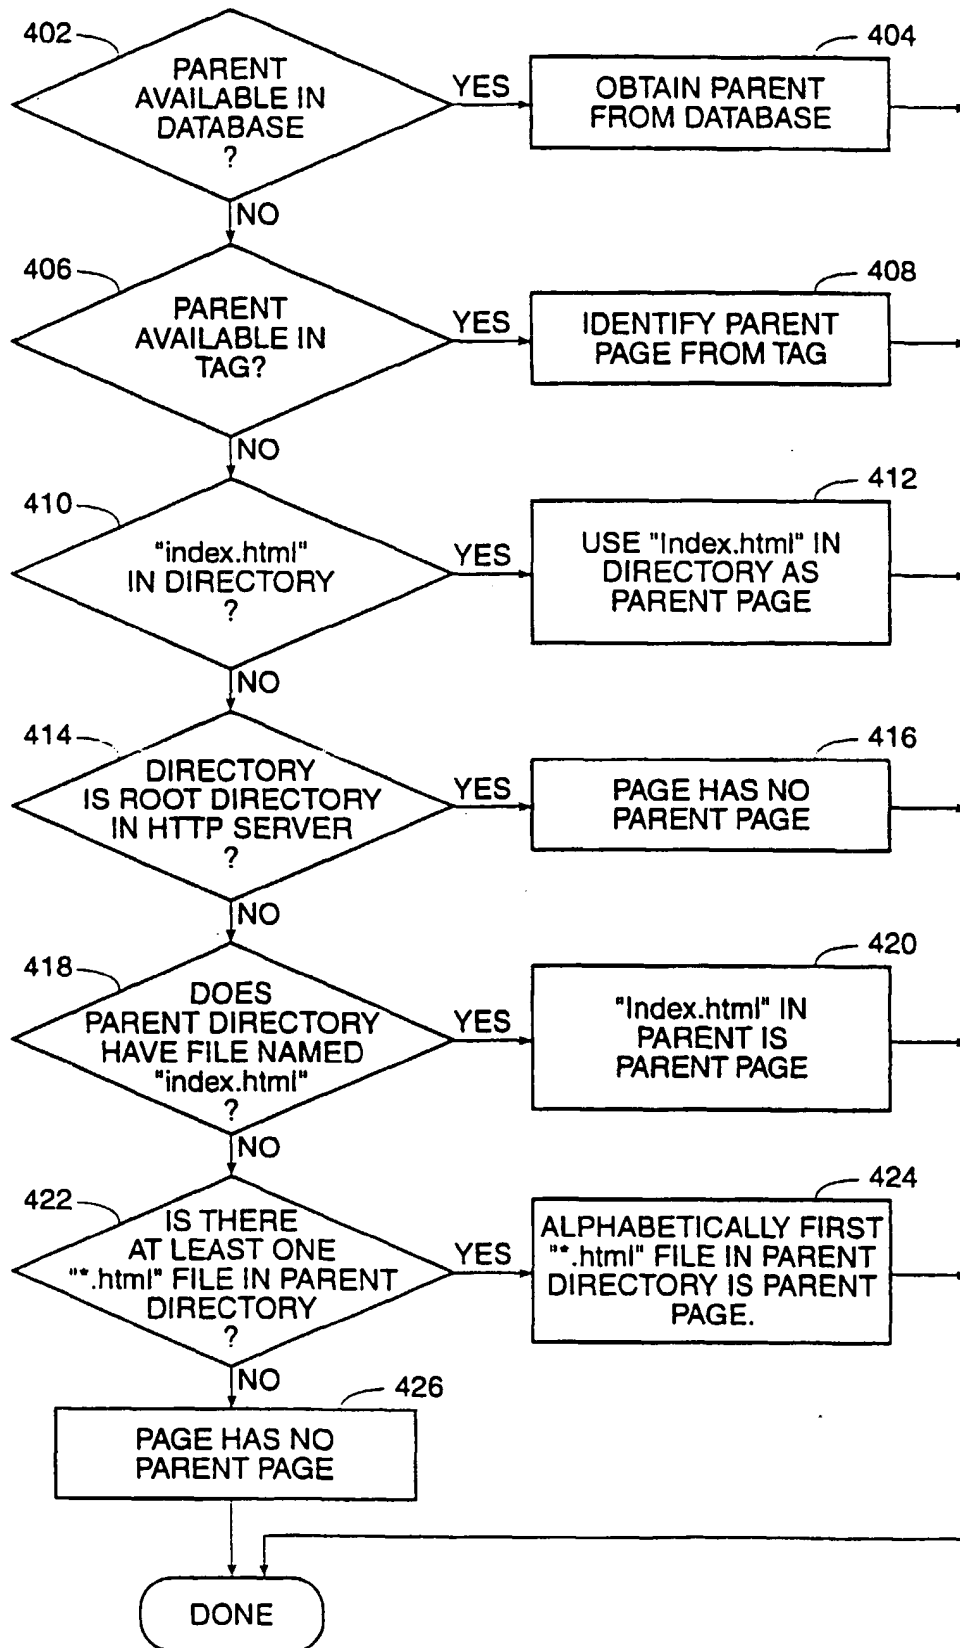 402
PARENT
AVAILABLE IN
DATABASE
?
YES
404
OBTAIN PARENT
FROM DATABASE
NO
406
PARENT
AVAILABLE IN
TAG?
YES
408
IDENTIFY PARENT
PAGE FROM TAG
NO
410
"index.html"
IN DIRECTORY
?
YES
412
USE "Index.html" IN
DIRECTORY AS
PARENT PAGE
NO
414
DIRECTORY
IS ROOT DIRECTORY
IN HTTP SERVER
?
YES
416
PAGE HAS NO
PARENT PAGE
NO
418
DOES
PARENT DIRECTORY
HAVE FILE NAMED
"index.html"
?
YES
420
"Index.html" IN
PARENT IS
PARENT PAGE
NO
422
IS THERE
AT LEAST ONE
"*.html" FILE IN PARENT
DIRECTORY
?
YES
424
ALPHABETICALLY FIRST
"*.html" FILE IN PARENT
DIRECTORY IS PARENT
PAGE.
NO
426
PAGE HAS NO
PARENT PAGE
DONE